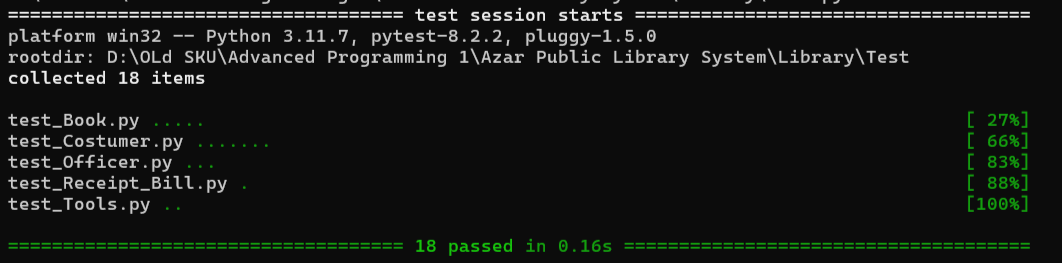 ==================================== test session starts ====================================
platform win32 -- Python 3.11.7, pytest-8.2.2, pluggy-1.5.0
rootdir: D:\OLd SKU\Advanced Programming 1\Azar Public Library System\Library\Test
collected 18 items
test_Book.py ..... [ 27%]
test_Costumer.py ....... [ 66%]
test_Officer.py ... [ 83%]
test_Receipt_Bill.py . [ 88%]
test_Tools.py .. [100%]
==================================== 18 passed in 0.16s =====================================